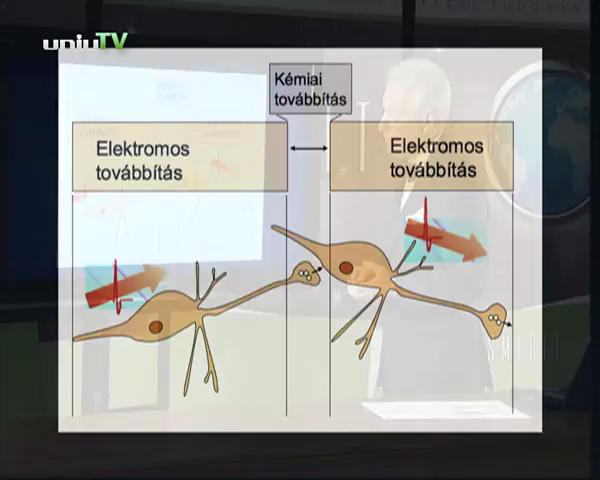 uniuTV
Kémiai
továbbítás
Elektromos
továbbítás
Elektromos
továbbítás